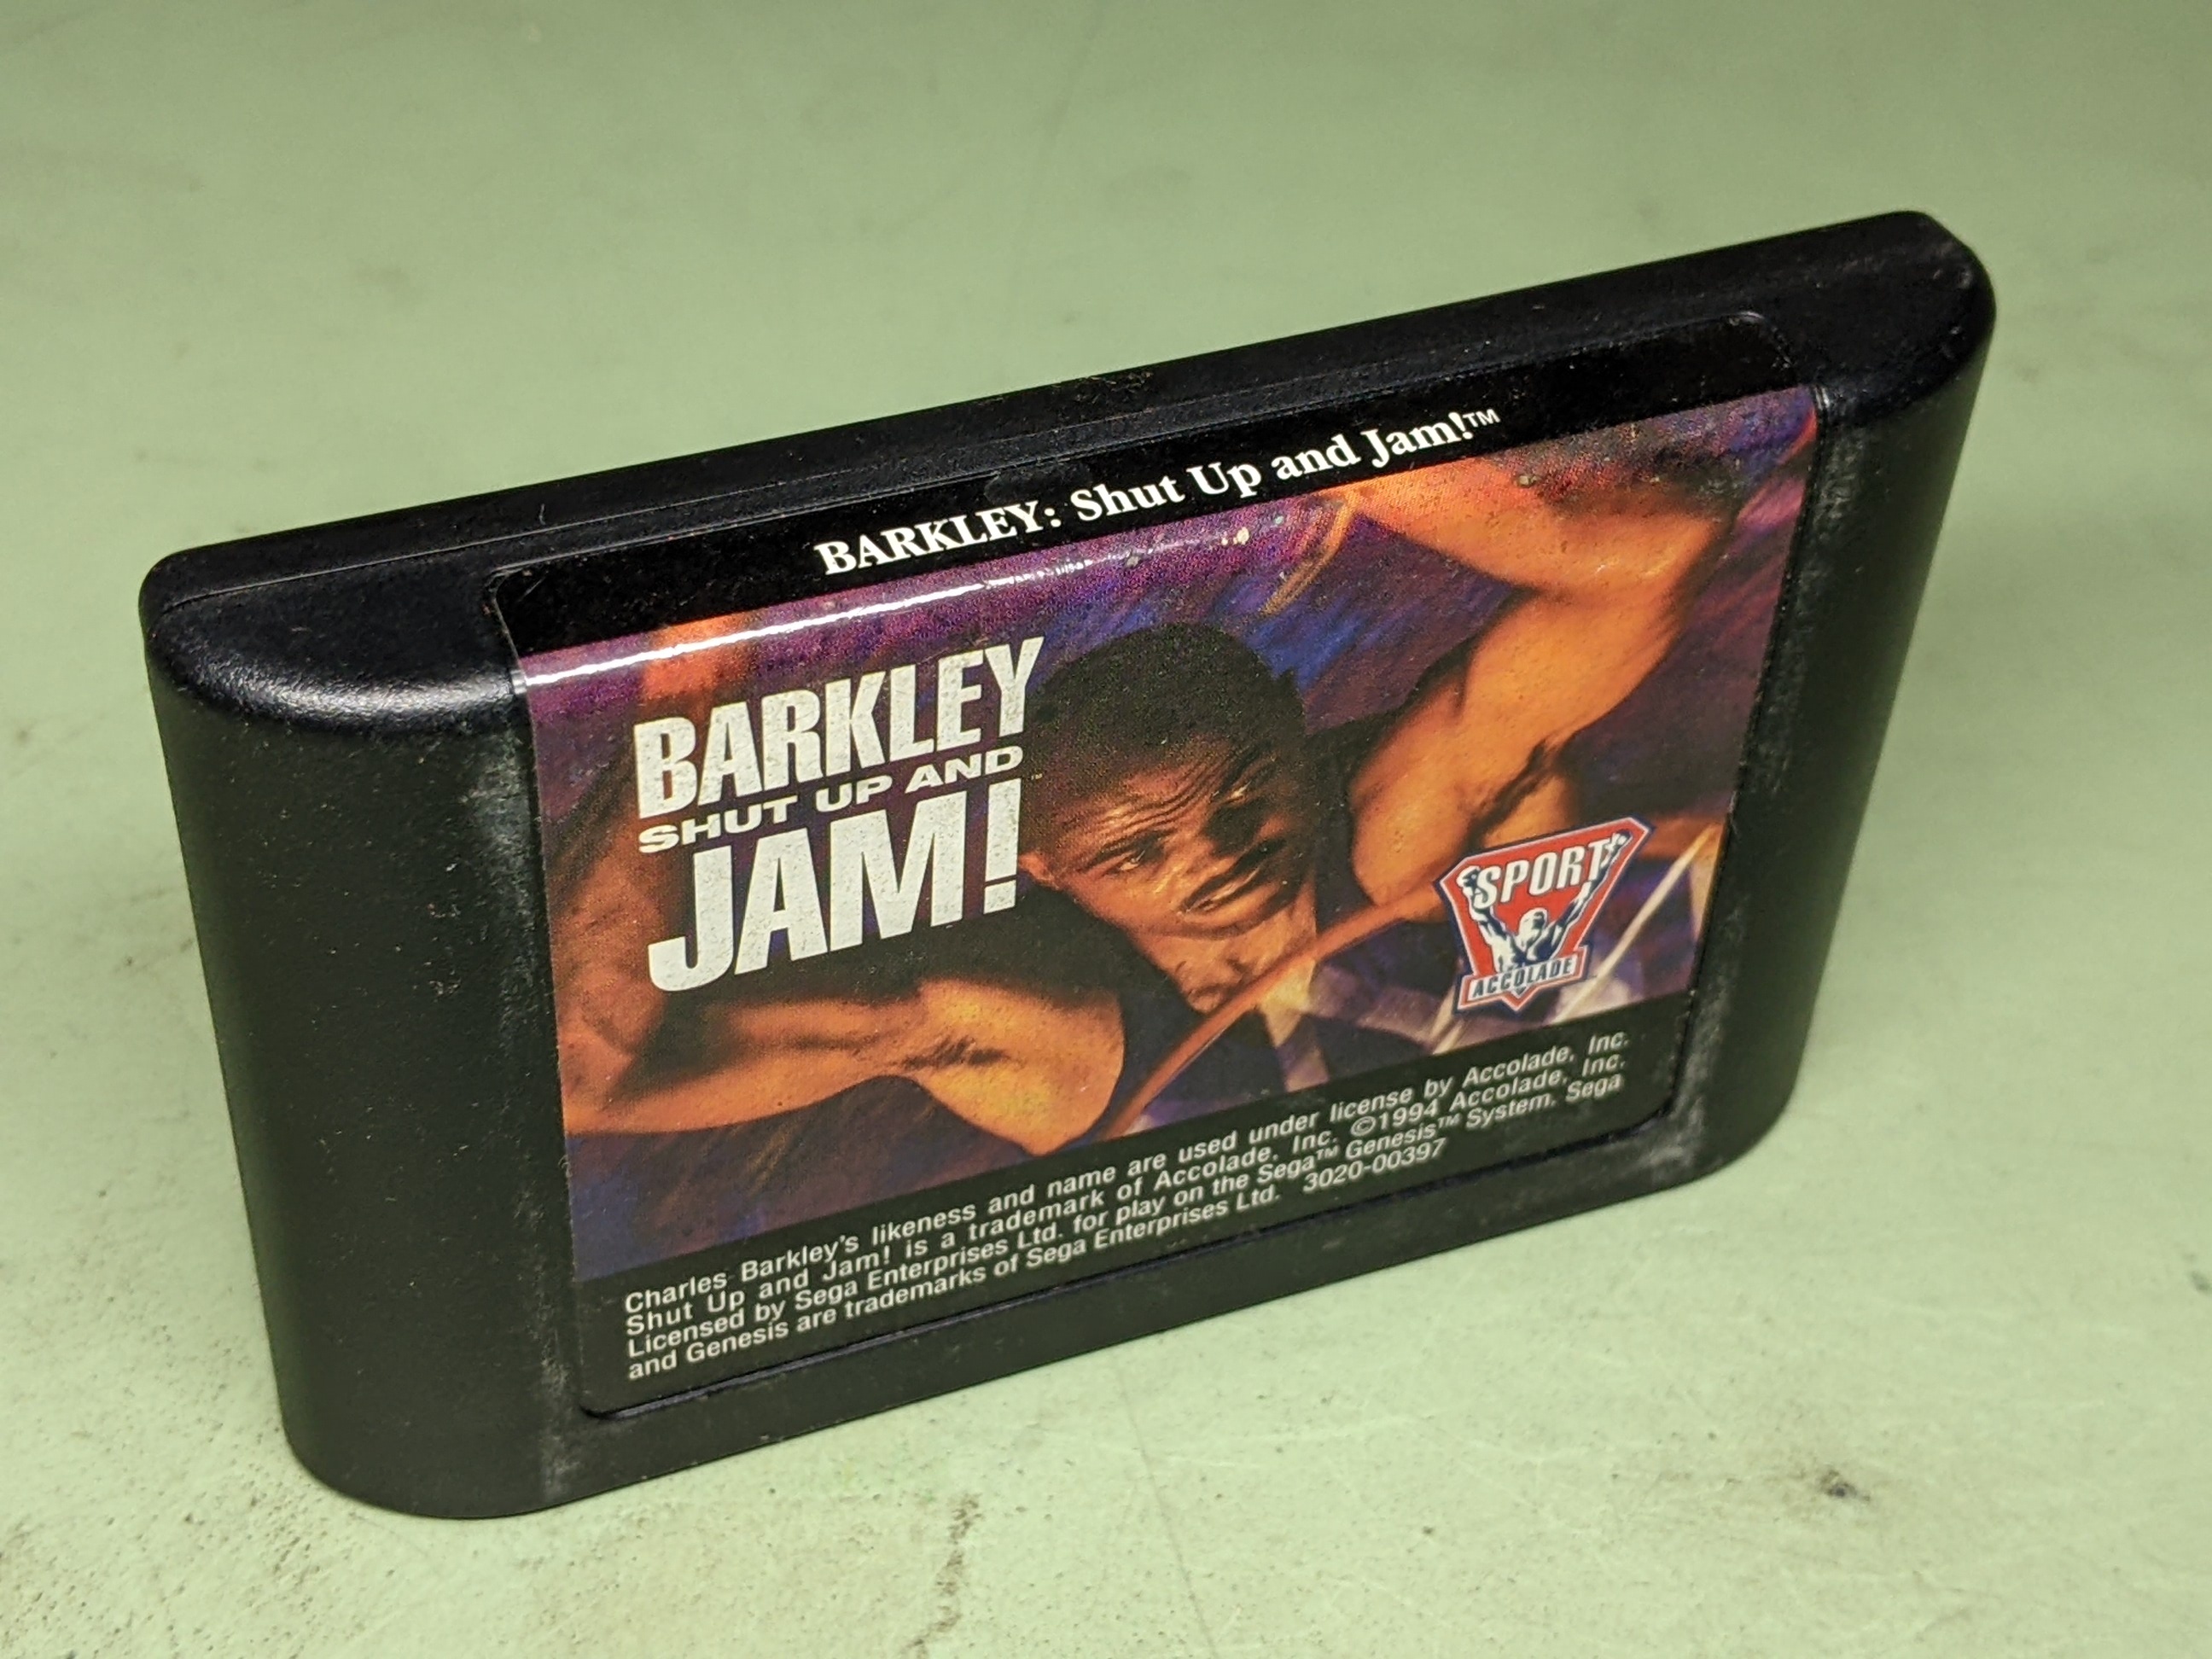 BARKLEY: Shut Up and Jam!™
BARKLEY
SHUT UP AND
JAM!™
SPORT
ACCOLADE
Charles Barkley's likeness and name are used under license by Accolade, Inc.
Shut Up and Jam! is a trademark of Accolade, Inc. ©1994 Accolade, Inc.
Licensed by Sega Enterprises Ltd. for play on the Sega™ Genesis™ System. Sega
and Genesis are trademarks of Sega Enterprises Ltd. 3020-00397